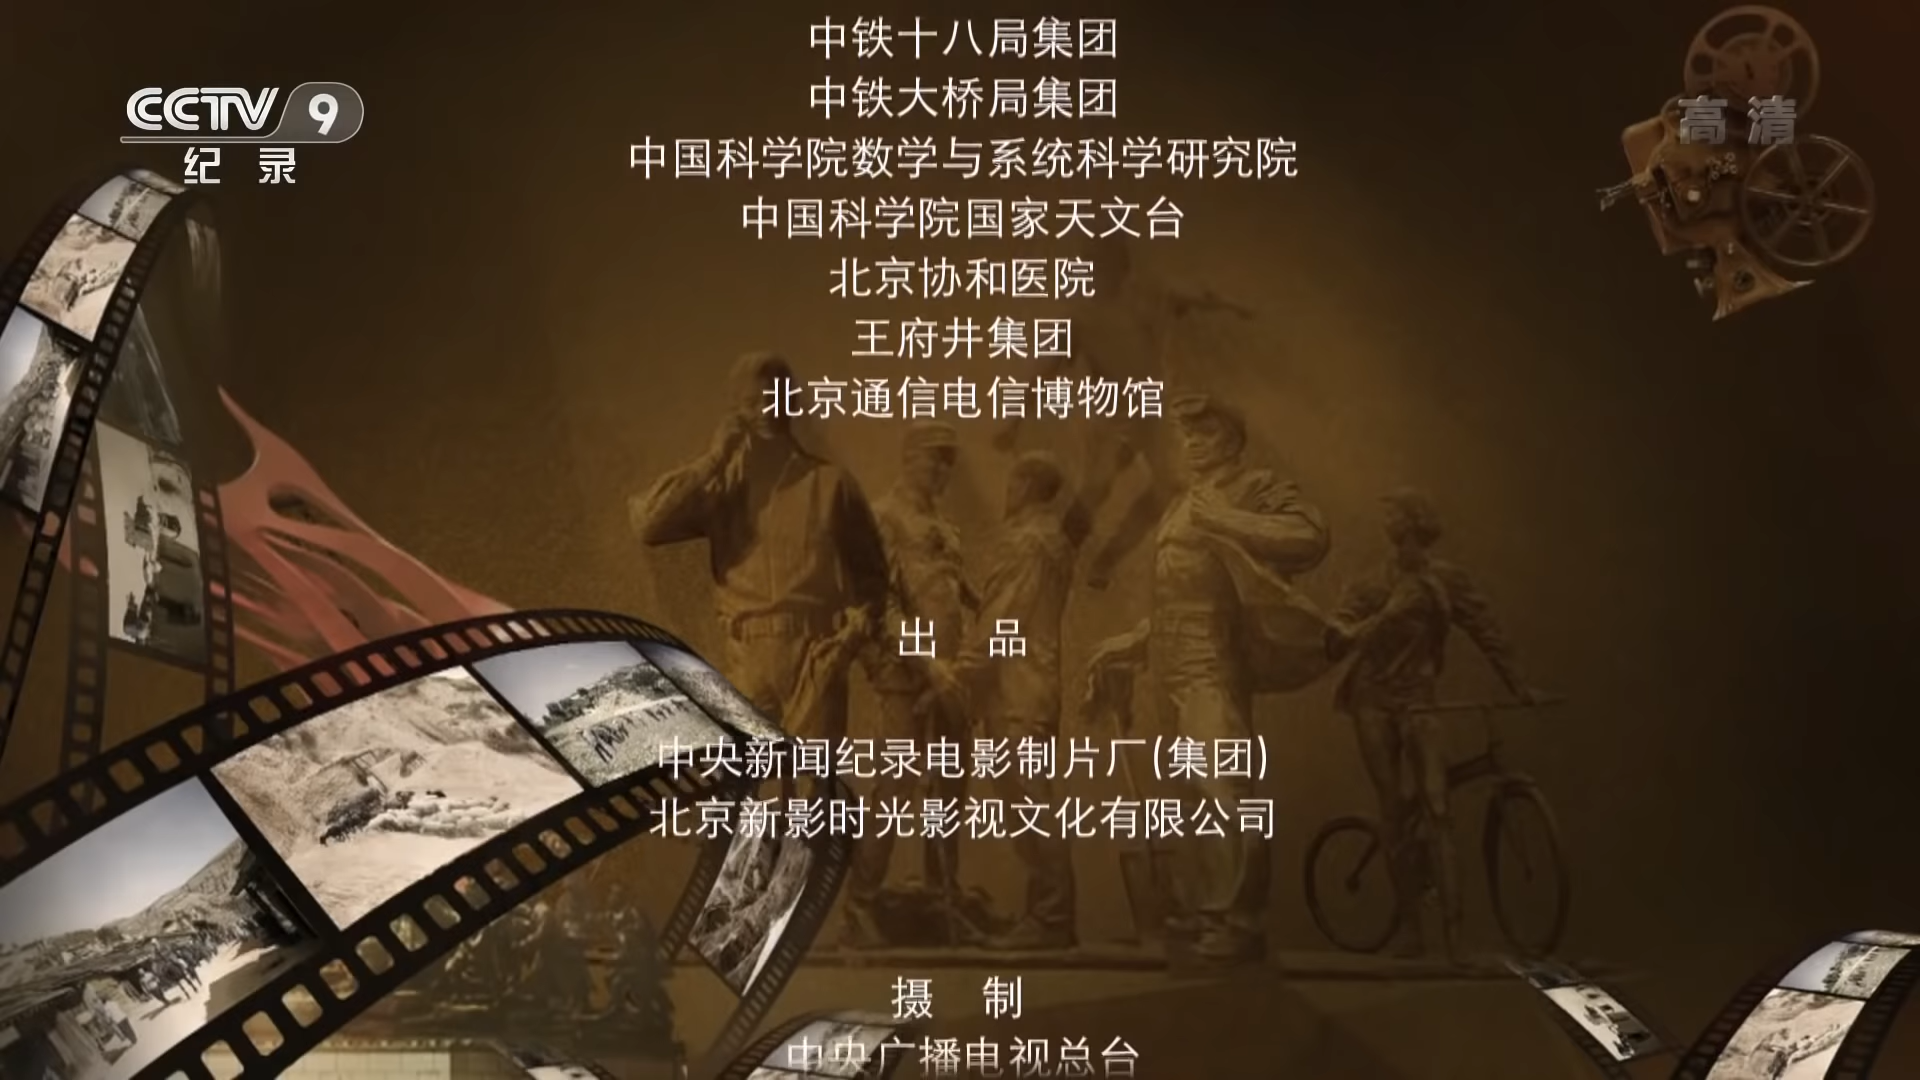 中铁十八局集团
中铁大桥局集团
CCTV 9
高清
中国科学院数学与系统科学研究院
纪录
中国科学院国家天文台
北京协和医院
王府井集团
北京通信电信博物馆
出品
中央新闻纪录电影制片厂(集团)
北京新影时光影视文化有限公司
摄制
中央广播电视总台